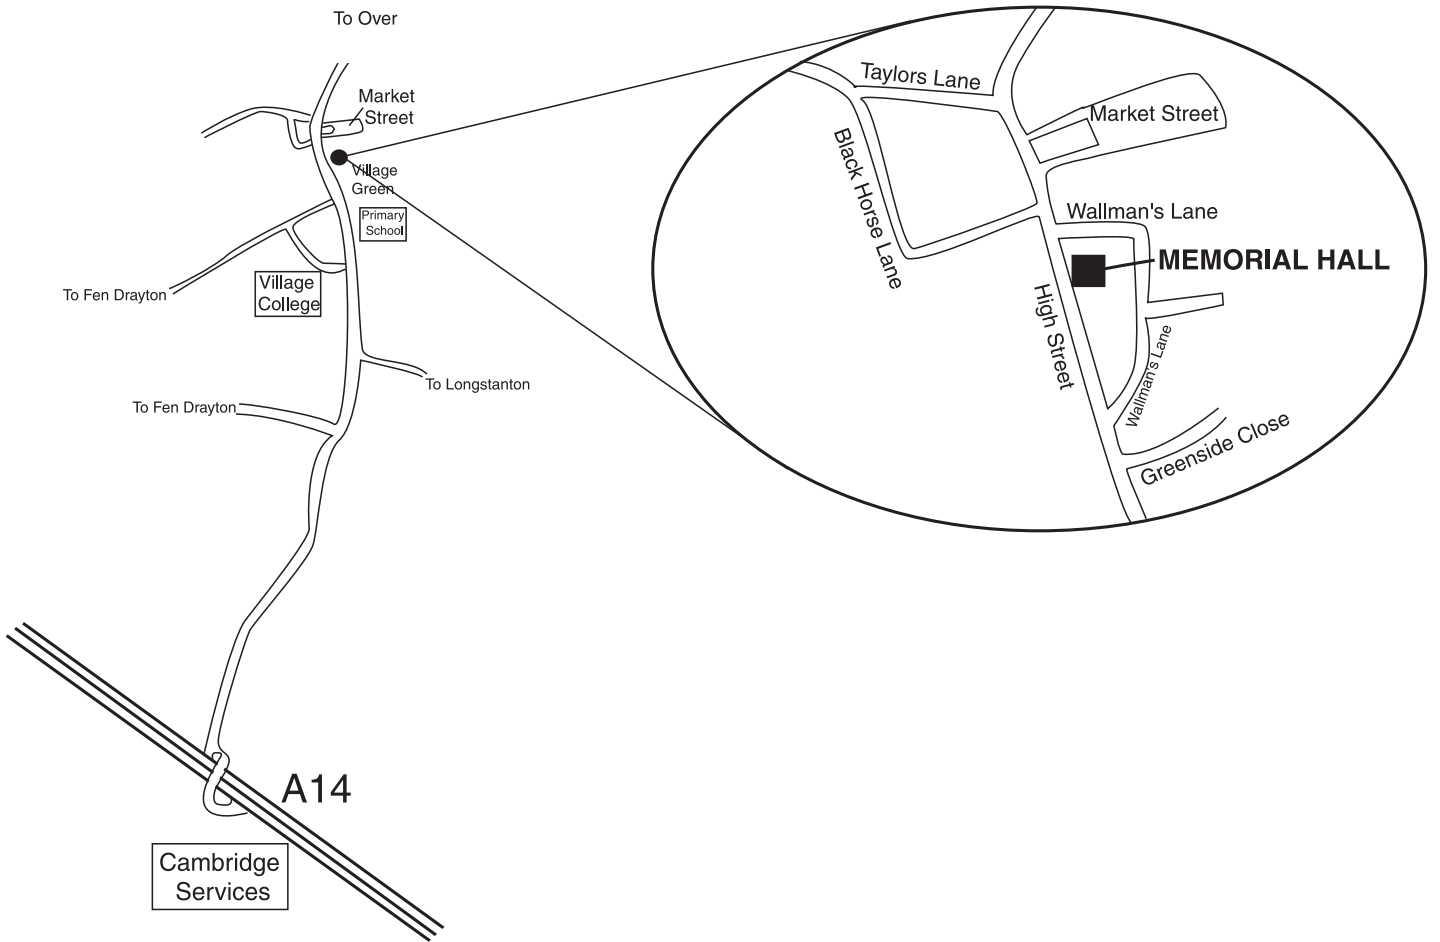 To Over
Market
Street
Village
Green
Primary
School
To Fen Drayton
Village
College
To Longstanton
To Fen Drayton
A14
Cambridge
Services
Taylors Lane
Market Street
Black Horse Lane
Wallman's Lane
MEMORIAL HALL
High Street
Wallman's Lane
Greenside Close